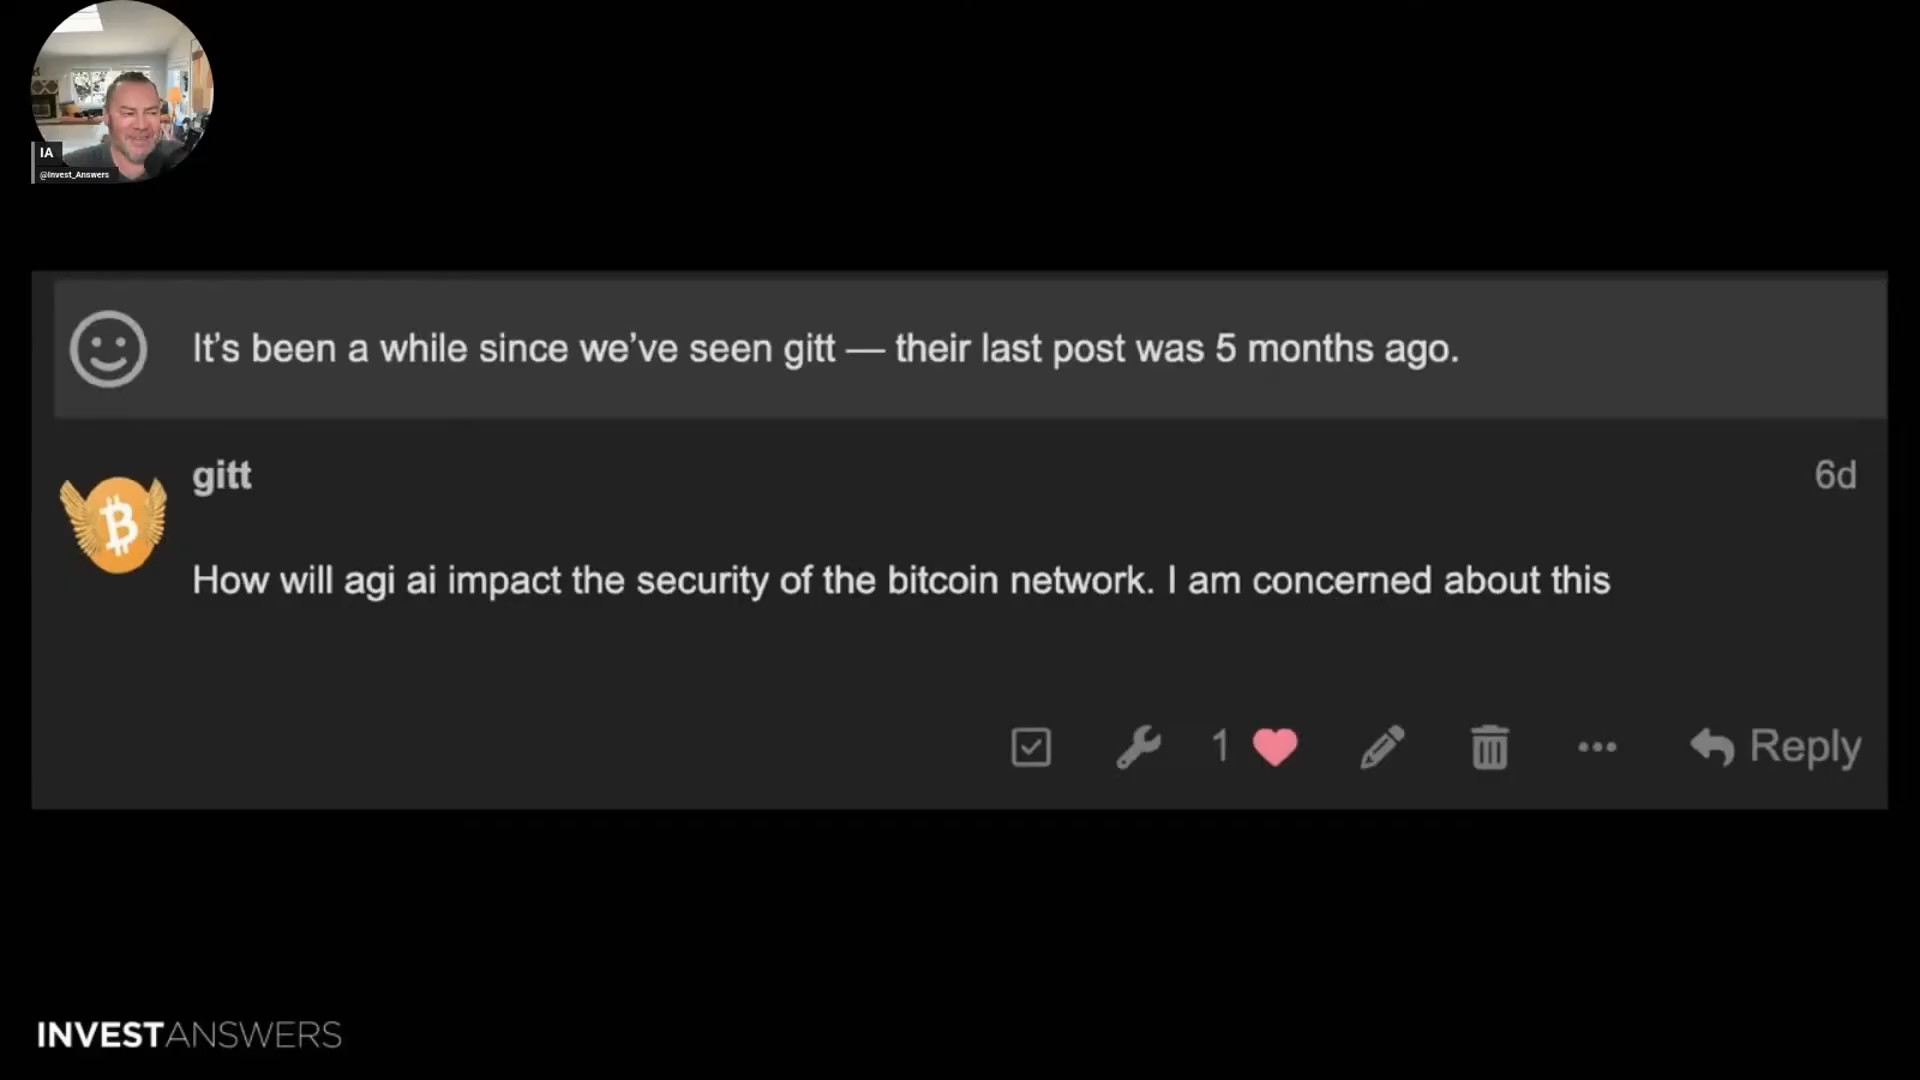 IA
@Invest_Answers
It’s been a while since we’ve seen gitt — their last post was 5 months ago.
gitt
6d
How will agi ai impact the security of the bitcoin network. I am concerned about this
1
Reply
INVESTANSWERS